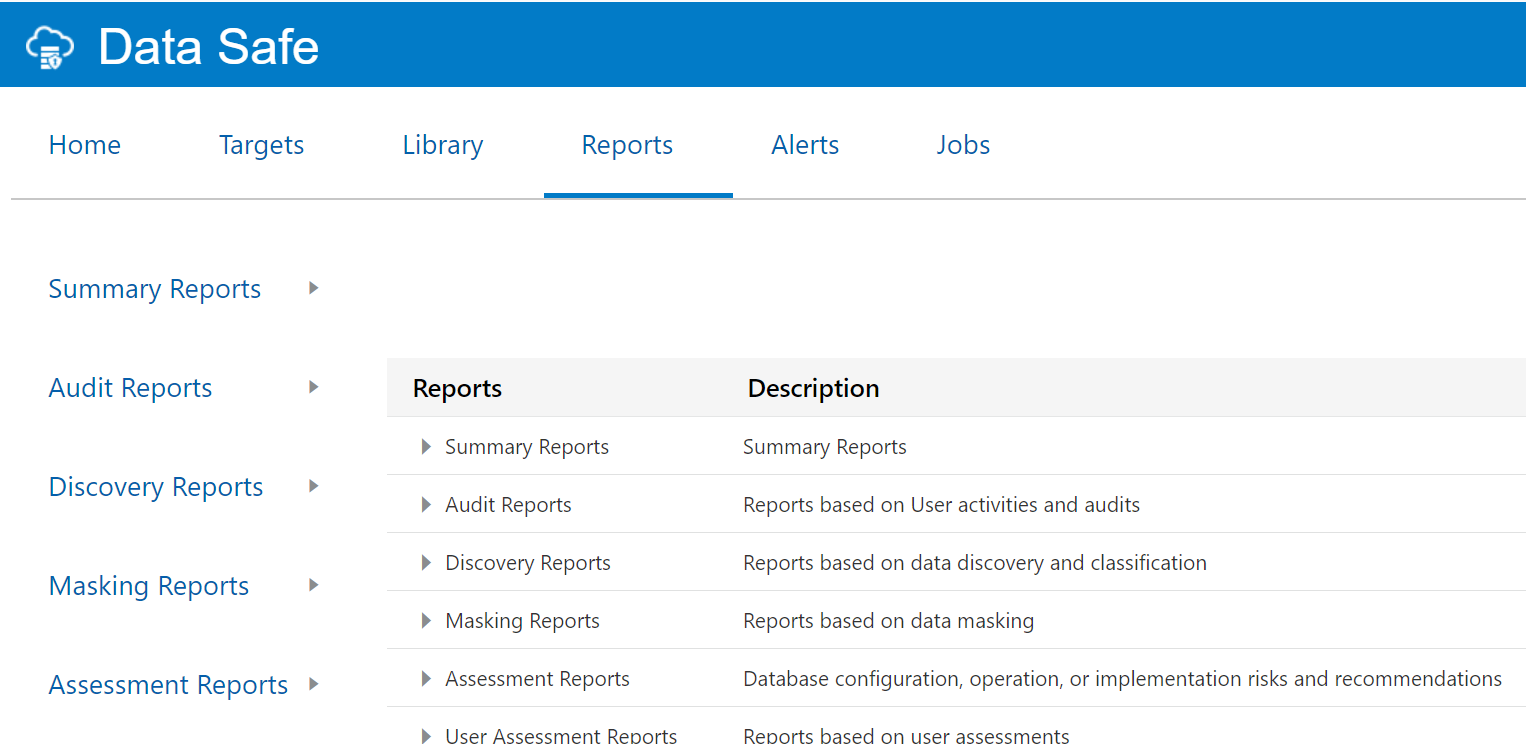 Data Safe
Home Targets Library Reports Alerts Jobs
Summary Reports
Audit Reports
Discovery Reports
Masking Reports
Assessment Reports
Reports Description
Summary Reports Summary Reports
Audit Reports Reports based on User activities and audits
Discovery Reports Reports based on data discovery and classification
Masking Reports Reports based on data masking
Assessment Reports Database configuration, operation, or implementation risks and recommendations
User Assessment Reports Reports based on user assessments